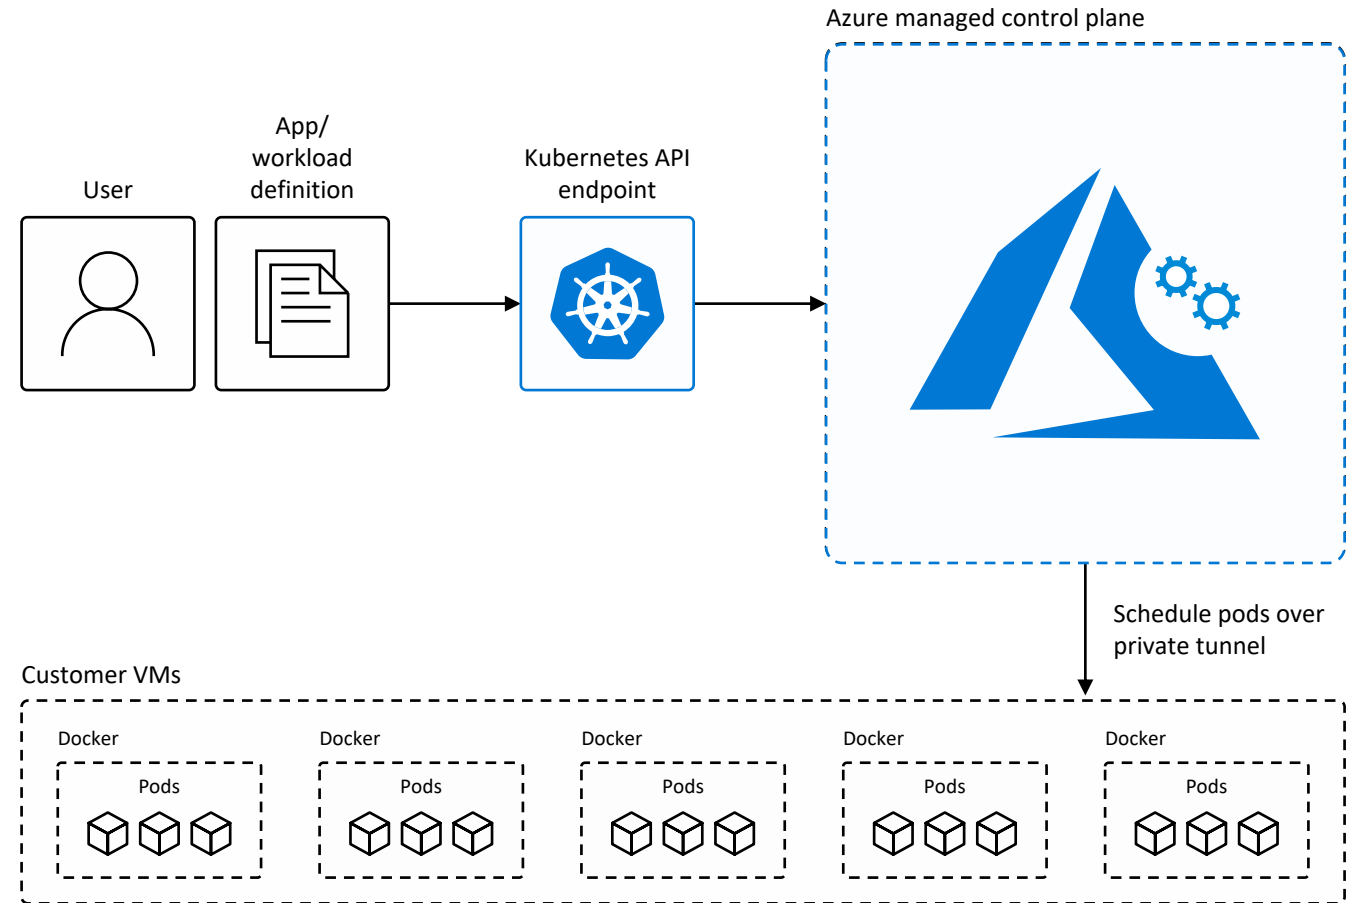 Azure managed control plane
App/
workload
definition
User
Kubernetes API
endpoint
Schedule pods over
private tunnel
Customer VMs
Docker
Docker
Docker
Docker
Docker
Pods
Pods
Pods
Pods
Pods